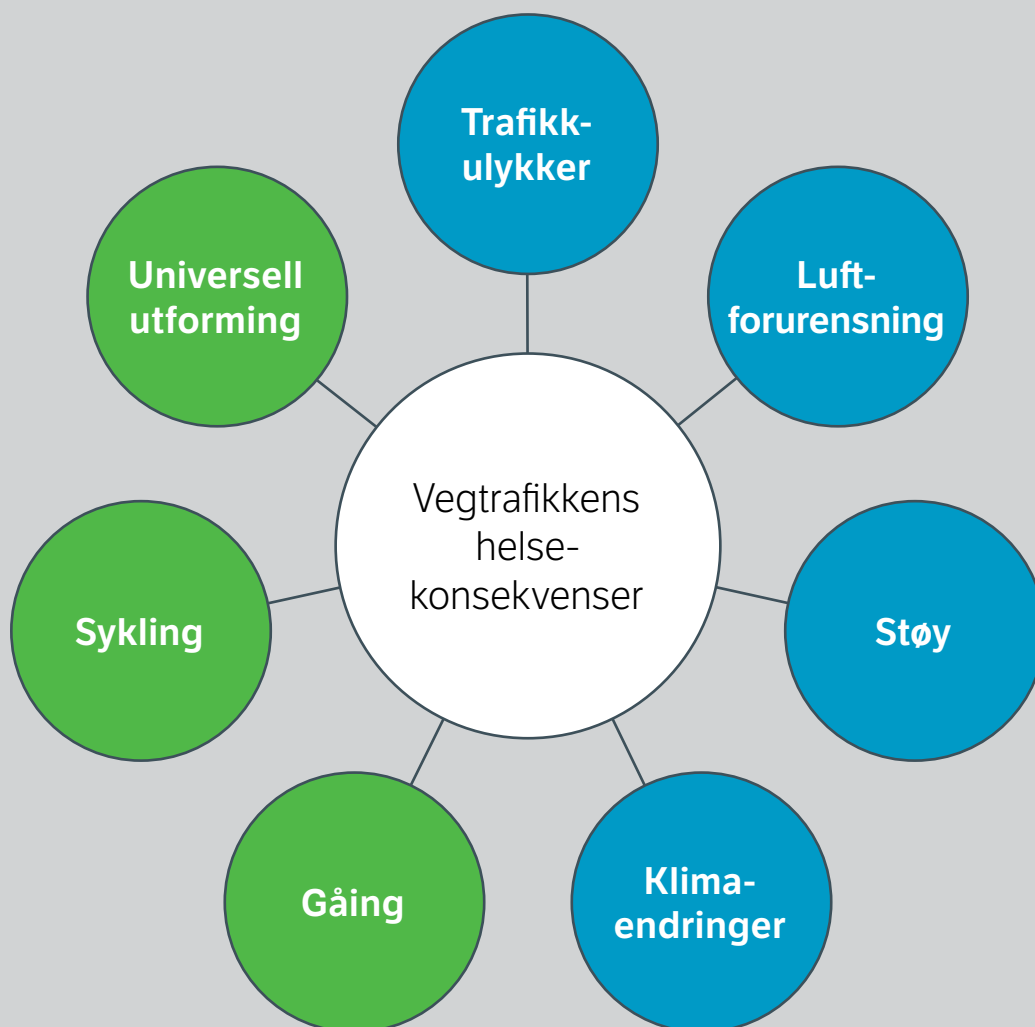 Trafikk-
ulykker
Luft-
forurensning
Støy
Klima-
endringer
Gåing
Sykling
Universell
utforming
Vegtrafikkens
helse-
konsekvenser